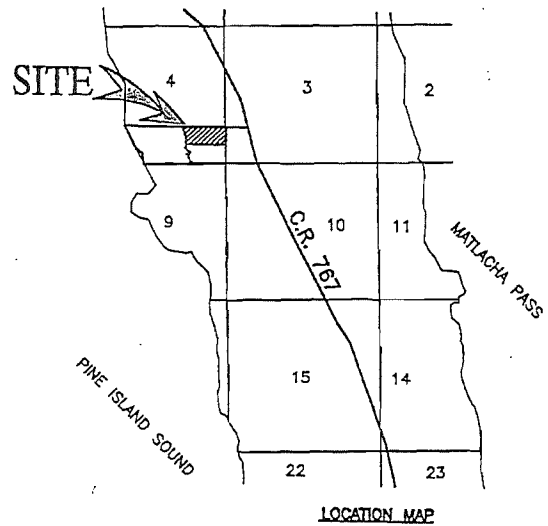 4
3
2
SITE
9
C.R. 767
10
11
MATLACHA PASS
PINE ISLAND SOUND
15
14
22
23
LOCATION MAP